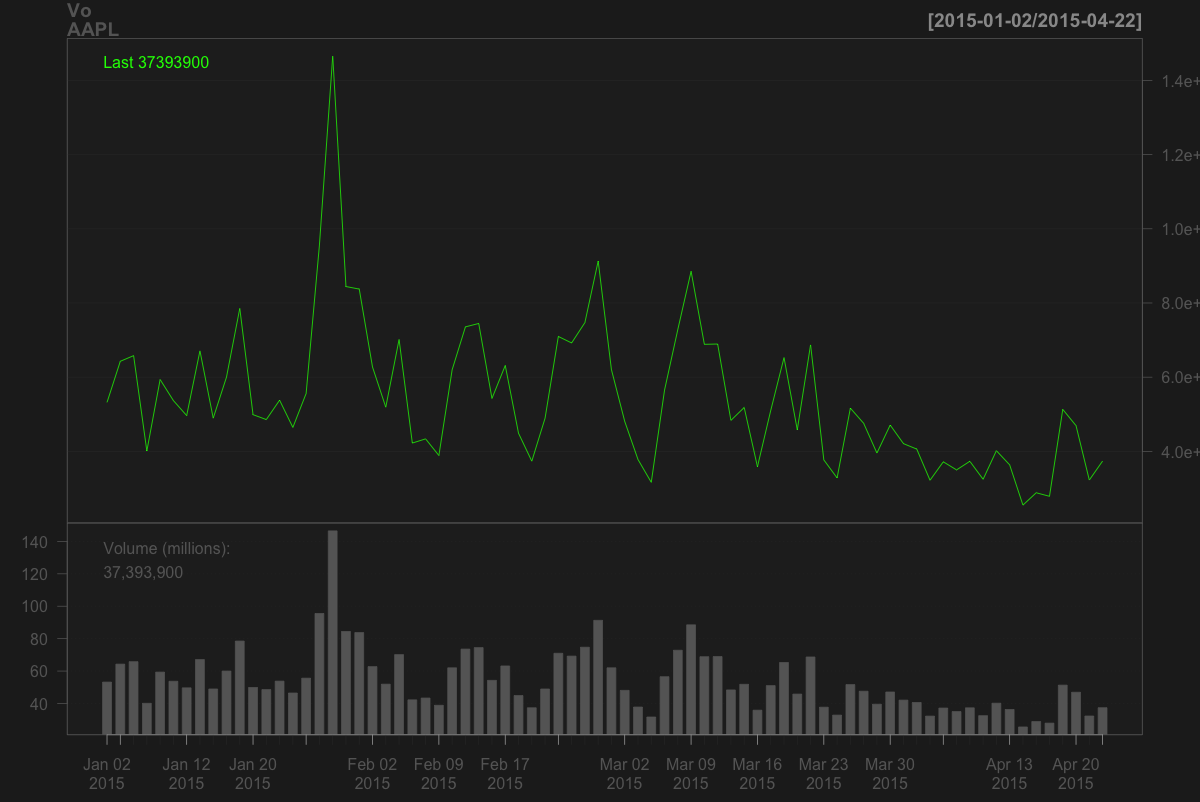 Vo
AAPL
[2015-01-02/2015-04-22]
Last 37393900
1.4e+
1.2e+
1.0e+
8.0e+
6.0e+
4.0e+
Volume (millions):
37,393,900
140
120
100
80
60
40
Jan 02 Jan 12 Jan 20 Feb 02 Feb 09 Feb 17 Mar 02 Mar 09 Mar 16 Mar 23 Mar 30 Apr 13 Apr 20
2015 2015 2015 2015 2015 2015 2015 2015 2015 2015 2015 2015 2015